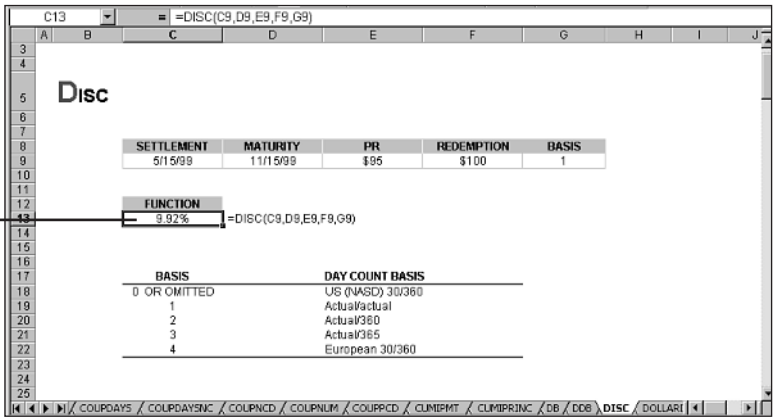 C13 = =DISC(C9,D9,E9,F9,G9)
A B C D E F G H I J
3
4
5 DISC
6
7
8 SETTLEMENT MATURITY PR REDEMPTION BASIS
9 5/15/99 11/15/99 $95 $100 1
10
11
12 FUNCTION
13 9.92% =DISC(C9,D9,E9,F9,G9)
14
15
16
17 BASIS DAY COUNT BASIS
18 0 OR OMITTED US (NASD) 30/360
19 1 Actual/actual
20 2 Actual/360
21 3 Actual/365
22 4 European 30/360
23
24
25
COUPDAYS / COUPDAYSNC / COUPNCD / COUPNUM / COUPPCD / CUMIPMT / CUMIPRINC / DB / DDB \ DISC / DOLLARI